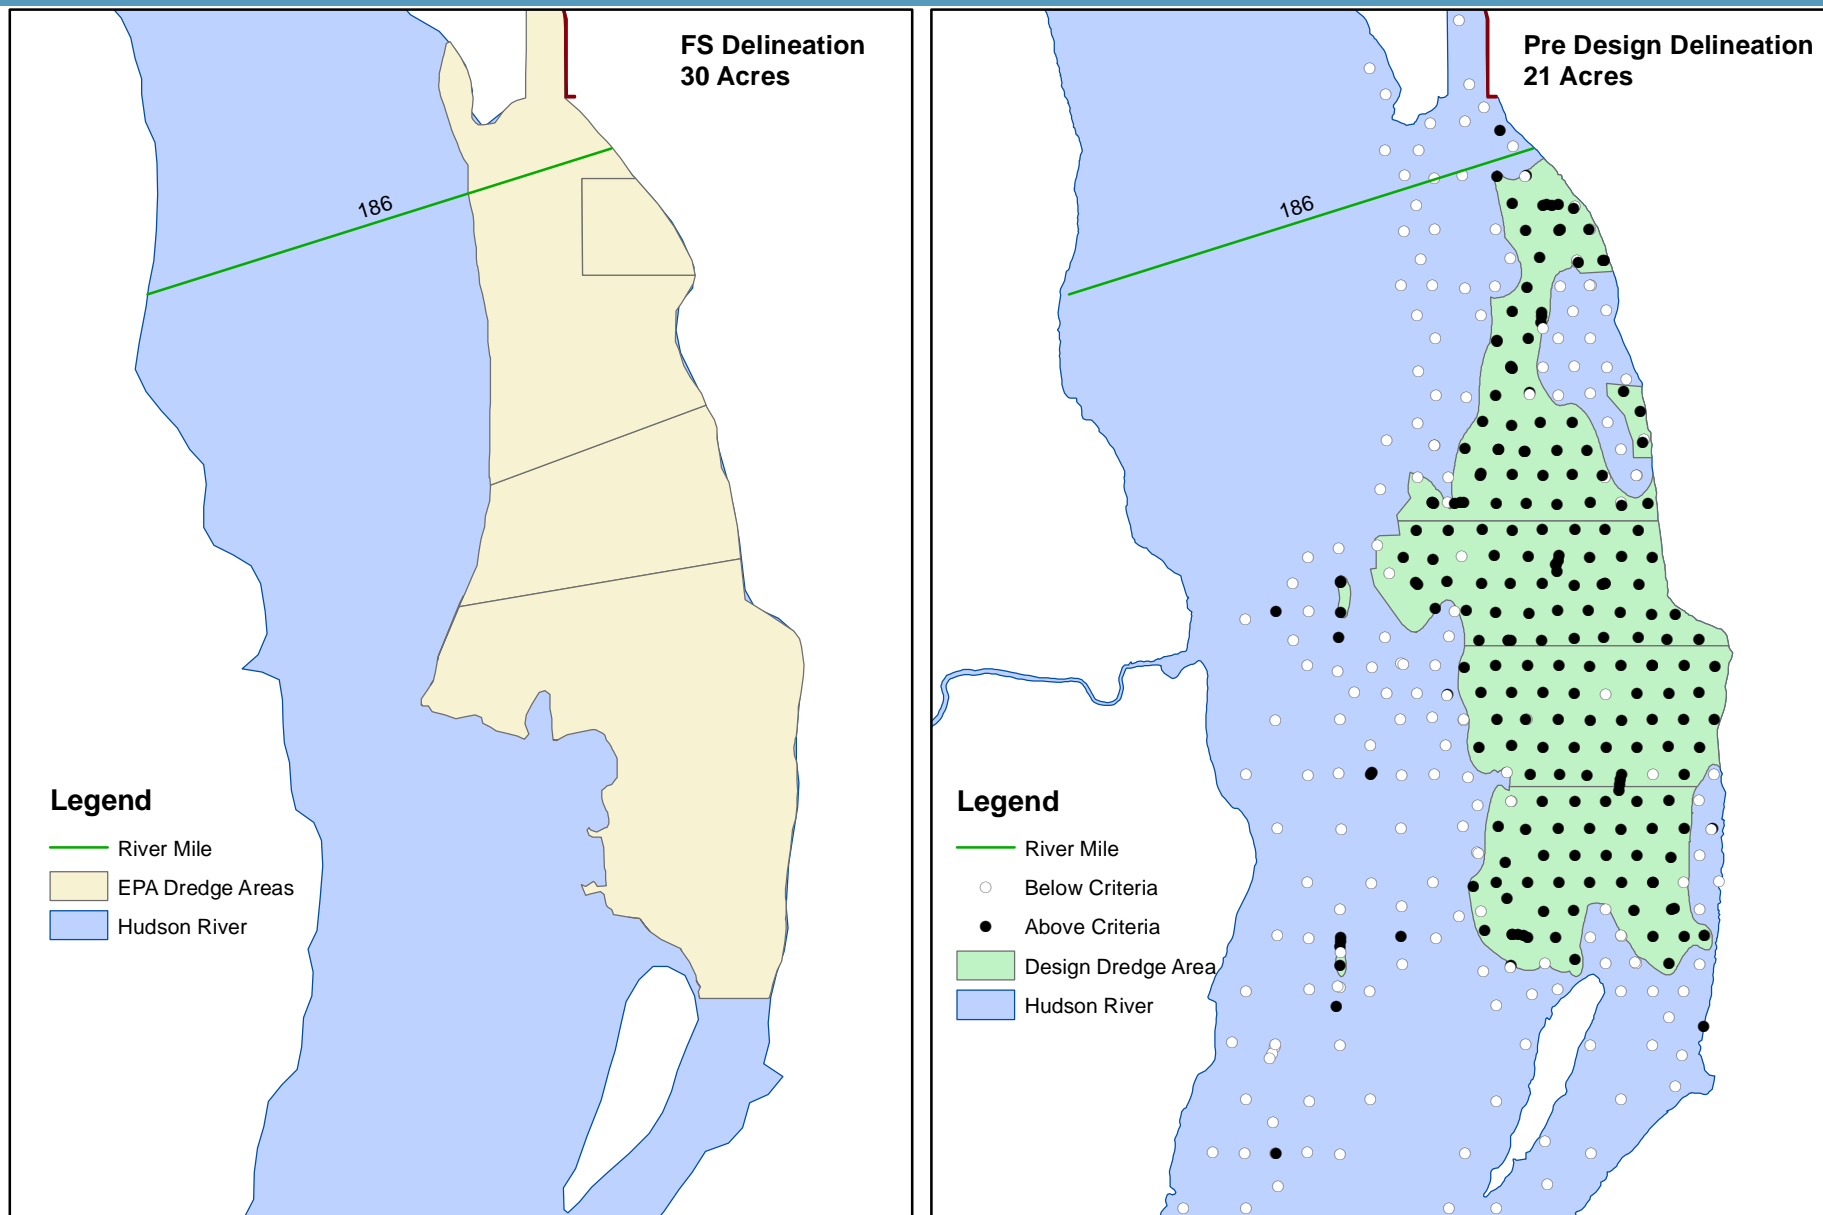 FS Delineation
30 Acres
186
Legend
River Mile
EPA Dredge Areas
Hudson River
Pre Design Delineation
21 Acres
186
Legend
River Mile
Below Criteria
Above Criteria
Design Dredge Area
Hudson River